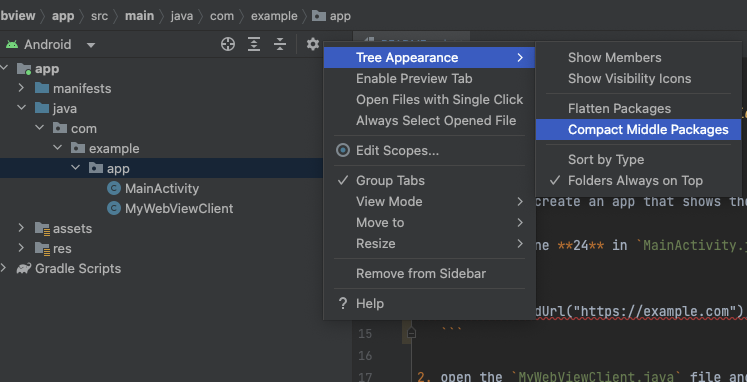 bview › app › src › main › java › com › example › app
Android
app
manifests
java
com
example
app
MainActivity
MyWebViewClient
assets
res
Gradle Scripts
Tree Appearance
Enable Preview Tab
Open Files with Single Click
Always Select Opened File
Edit Scopes...
Group Tabs
View Mode
Move to
Resize
Remove from Sidebar
? Help
Show Members
Show Visibility Icons
Flatten Packages
Compact Middle Packages
Sort by Type
Folders Always on Top
create an app that shows the
ne **24** in `MainActivity.j
dUrl("https://example.com")
15 ```
16
17 2. open the `MyWebViewClient.java` file and